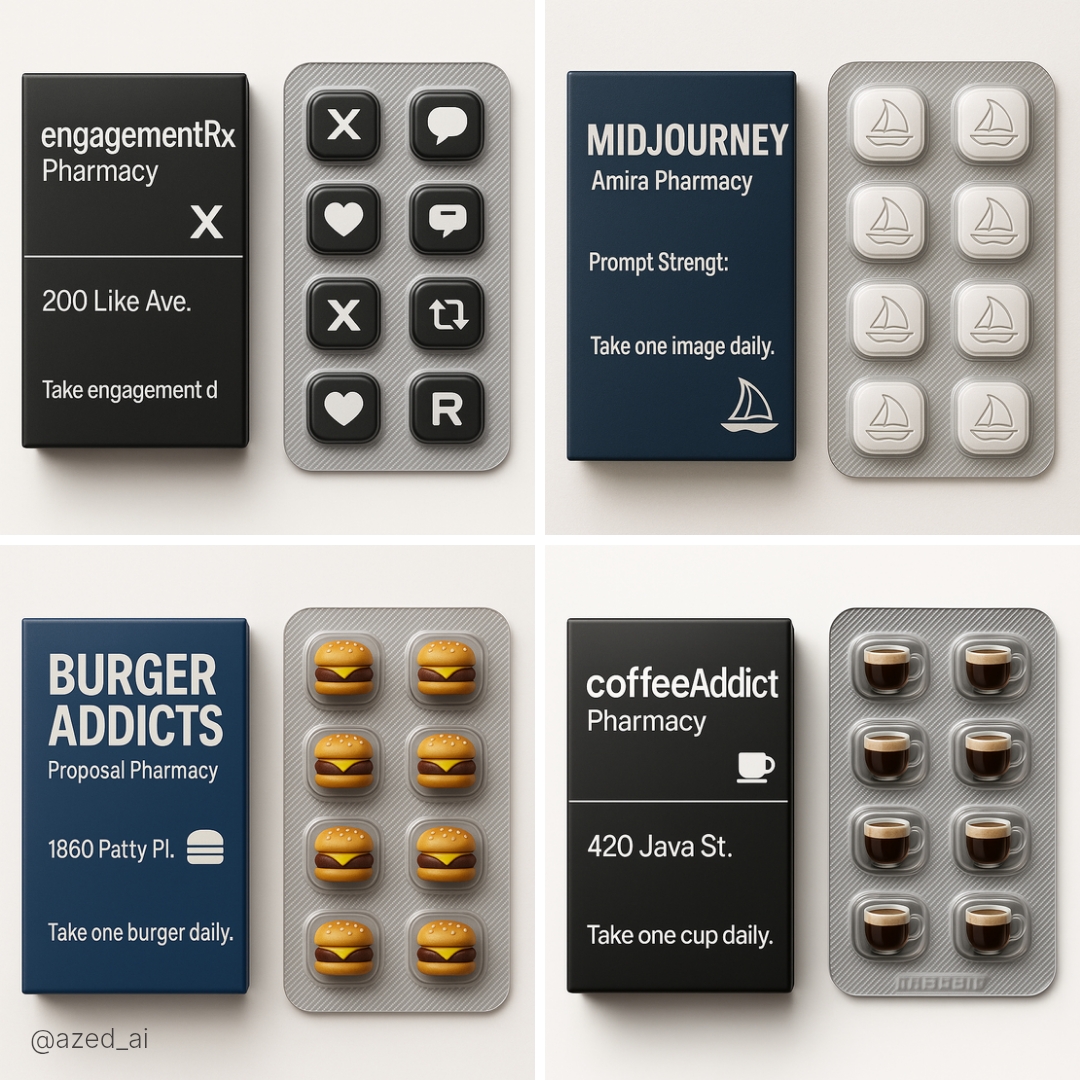 engagementRx
Pharmacy
X
200 Like Ave.
Take engagement d
X
X
R
MIDJOURNEY
Amira Pharmacy
Prompt Strengt:
Take one image daily.
BURGER
ADDICTS
Proposal Pharmacy
1860 Patty Pl.
Take one burger daily.
coffeeAddict
Pharmacy
420 Java St.
Take one cup daily.
@azed_ai